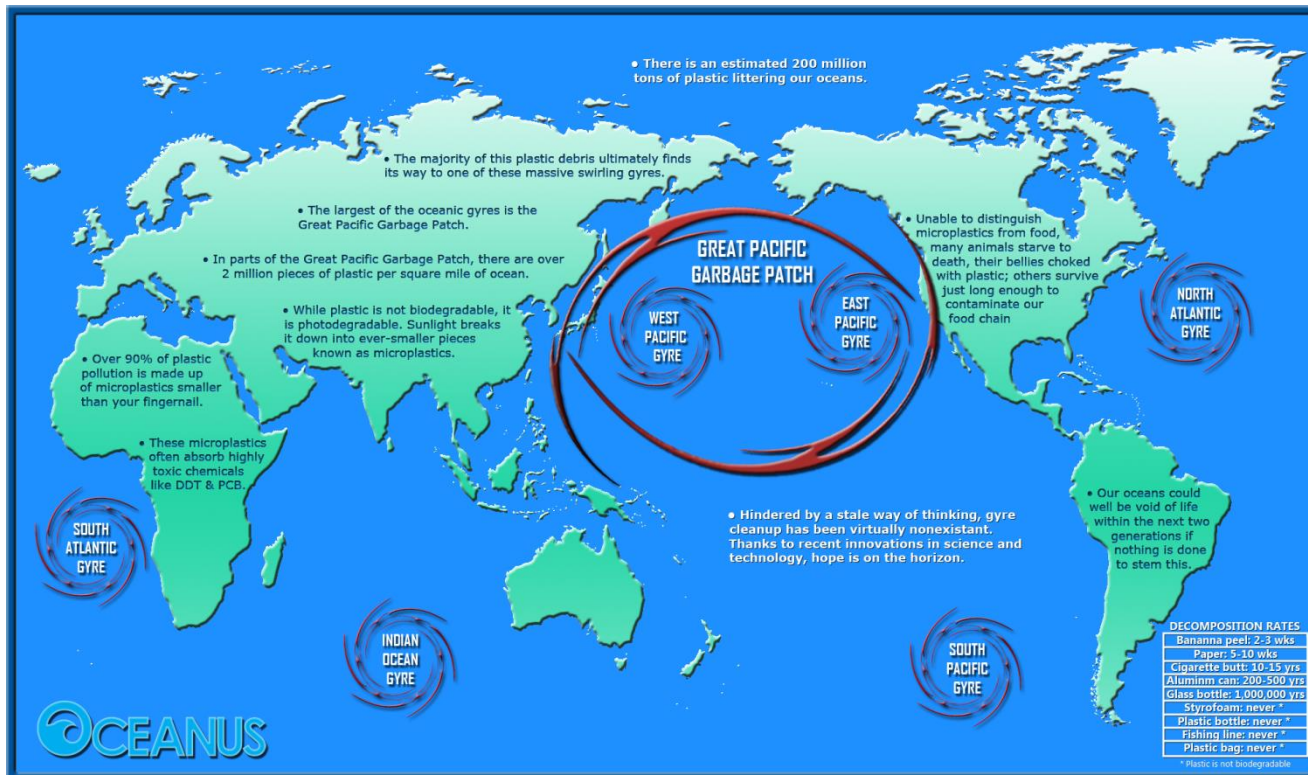 • There is an estimated 200 million
tons of plastic littering our oceans.
• The majority of this plastic debris ultimately finds
its way to one of these massive swirling gyres.
• The largest of the oceanic gyres is the
Great Pacific Garbage Patch.
• In parts of the Great Pacific Garbage Patch, there are over
2 million pieces of plastic per square mile of ocean.
• While plastic is not biodegradable, it
is photodegradable. Sunlight breaks
it down into ever-smaller pieces
known as microplastics.
• Over 90% of plastic
pollution is made up
of microplastics smaller
than your fingernail.
• These microplastics
often absorb highly
toxic chemicals
like DDT & PCB.
GREAT PACIFIC
GARBAGE PATCH
WEST
PACIFIC
GYRE
EAST
PACIFIC
GYRE
• Unable to distinguish
microplastics from food,
many animals starve to
death, their bellies choked
with plastic; others survive
just long enough to
contaminate our
food chain
NORTH
ATLANTIC
GYRE
SOUTH
ATLANTIC
GYRE
INDIAN
OCEAN
GYRE
• Hindered by a stale way of thinking, gyre
cleanup has been virtually nonexistant.
Thanks to recent innovations in science and
technology, hope is on the horizon.
• Our oceans could
well be void of life
within the next two
generations if
nothing is done
to stem this.
SOUTH
PACIFIC
GYRE
DECOMPOSITION RATES
Bananna peel: 2-3 wks
Paper: 5-10 wks
Cigarette butt: 10-15 yrs
Aluminm can: 200-500 yrs
Glass bottle: 1,000,000 yrs
Styrofoam: never *
Plastic bottle: never *
Fishing line: never *
Plastic bag: never *
* Plastic is not biodegradable
OCEANUS